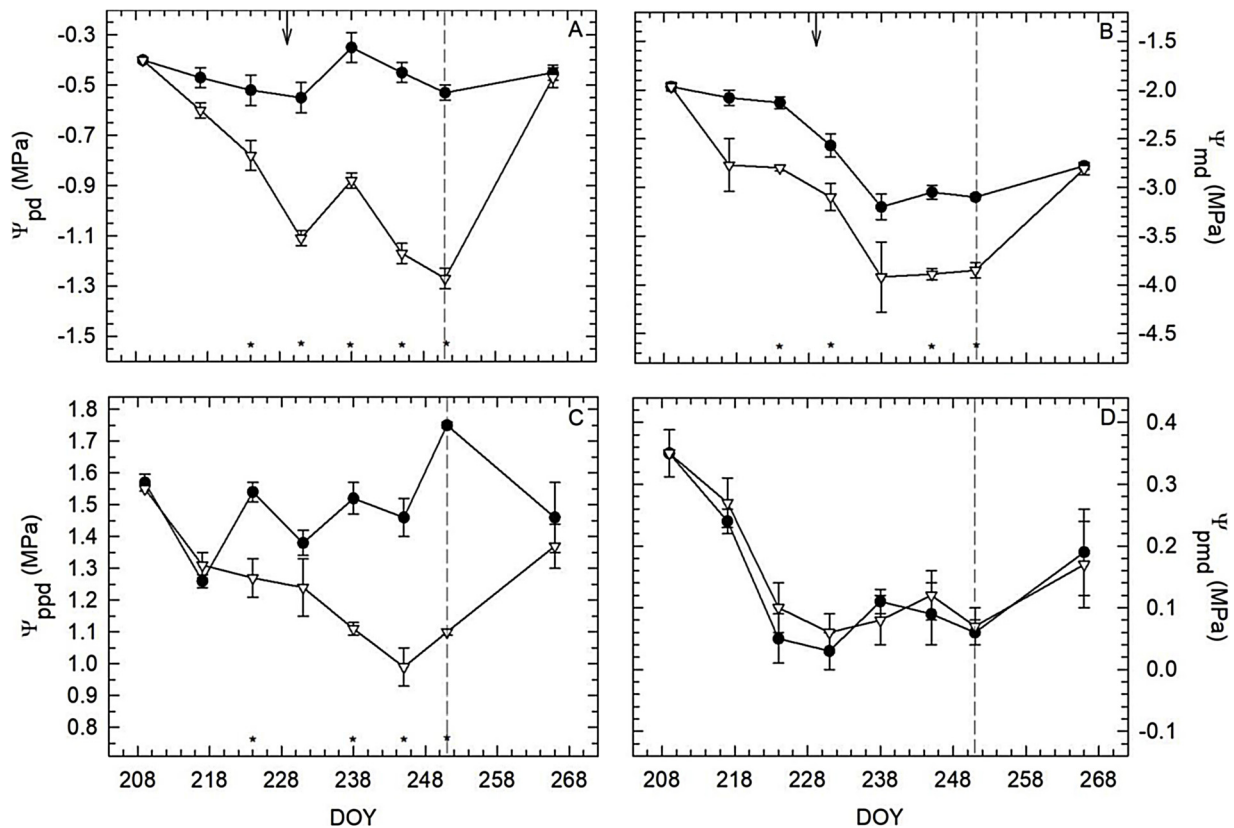 A
-0.3
-0.5
-0.7
-0.9
-1.1
-1.3
-1.5
Ψpd (MPa)
* * * * *
B
-1.5
-2.0
-2.5
-3.0
-3.5
-4.0
-4.5
Ψmd (MPa)
* * * *
C
1.8
1.7
1.6
1.5
1.4
1.3
1.2
1.1
1.0
0.9
0.8
Ψppd (MPa)
* * * *
208 218 228 238 248 258 268
DOY
D
0.4
0.3
0.2
0.1
0.0
-0.1
Ψpmd (MPa)
208 218 228 238 248 258 268
DOY